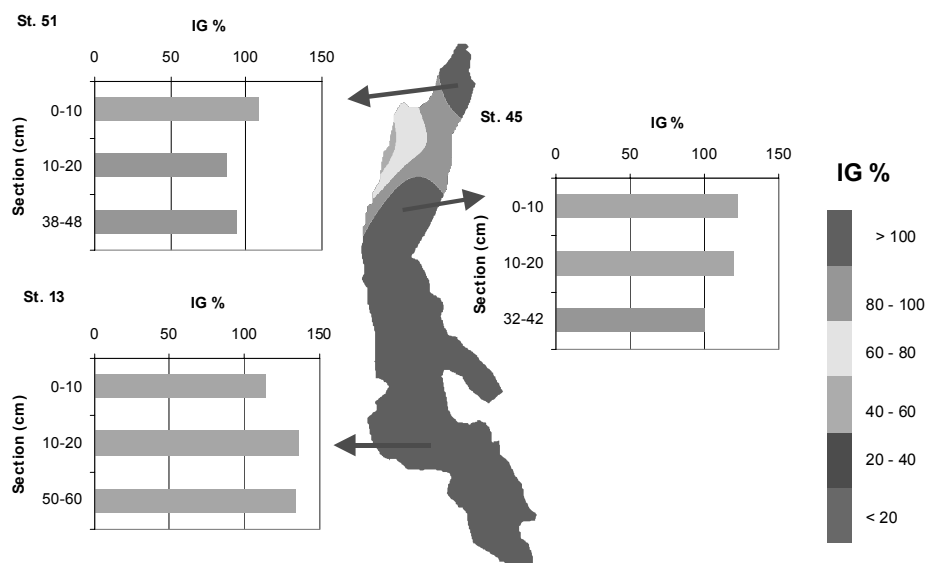 St. 51
IG %
0 50 100 150
0-10
10-20
38-48
Section (cm)
St. 45
IG %
0 50 100 150
0-10
10-20
32-42
Section (cm)
St. 13
IG %
0 50 100 150
0-10
10-20
50-60
Section (cm)
IG %
> 100
80 - 100
60 - 80
40 - 60
20 - 40
< 20